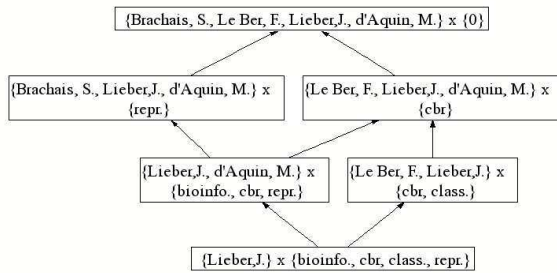 {Brachais, S., Le Ber, F., Lieber,J., d'Aquin, M.} x {0}
{Brachais, S., Lieber,J., d'Aquin, M.} x
{repr.}
{Le Ber, F., Lieber,J., d'Aquin, M.} x
{cbr}
{Lieber,J., d'Aquin, M.} x
{bioinfo., cbr, repr.}
{Le Ber, F., Lieber,J.} x
{cbr, class.}
{Lieber,J.} x {bioinfo., cbr, class., repr.}